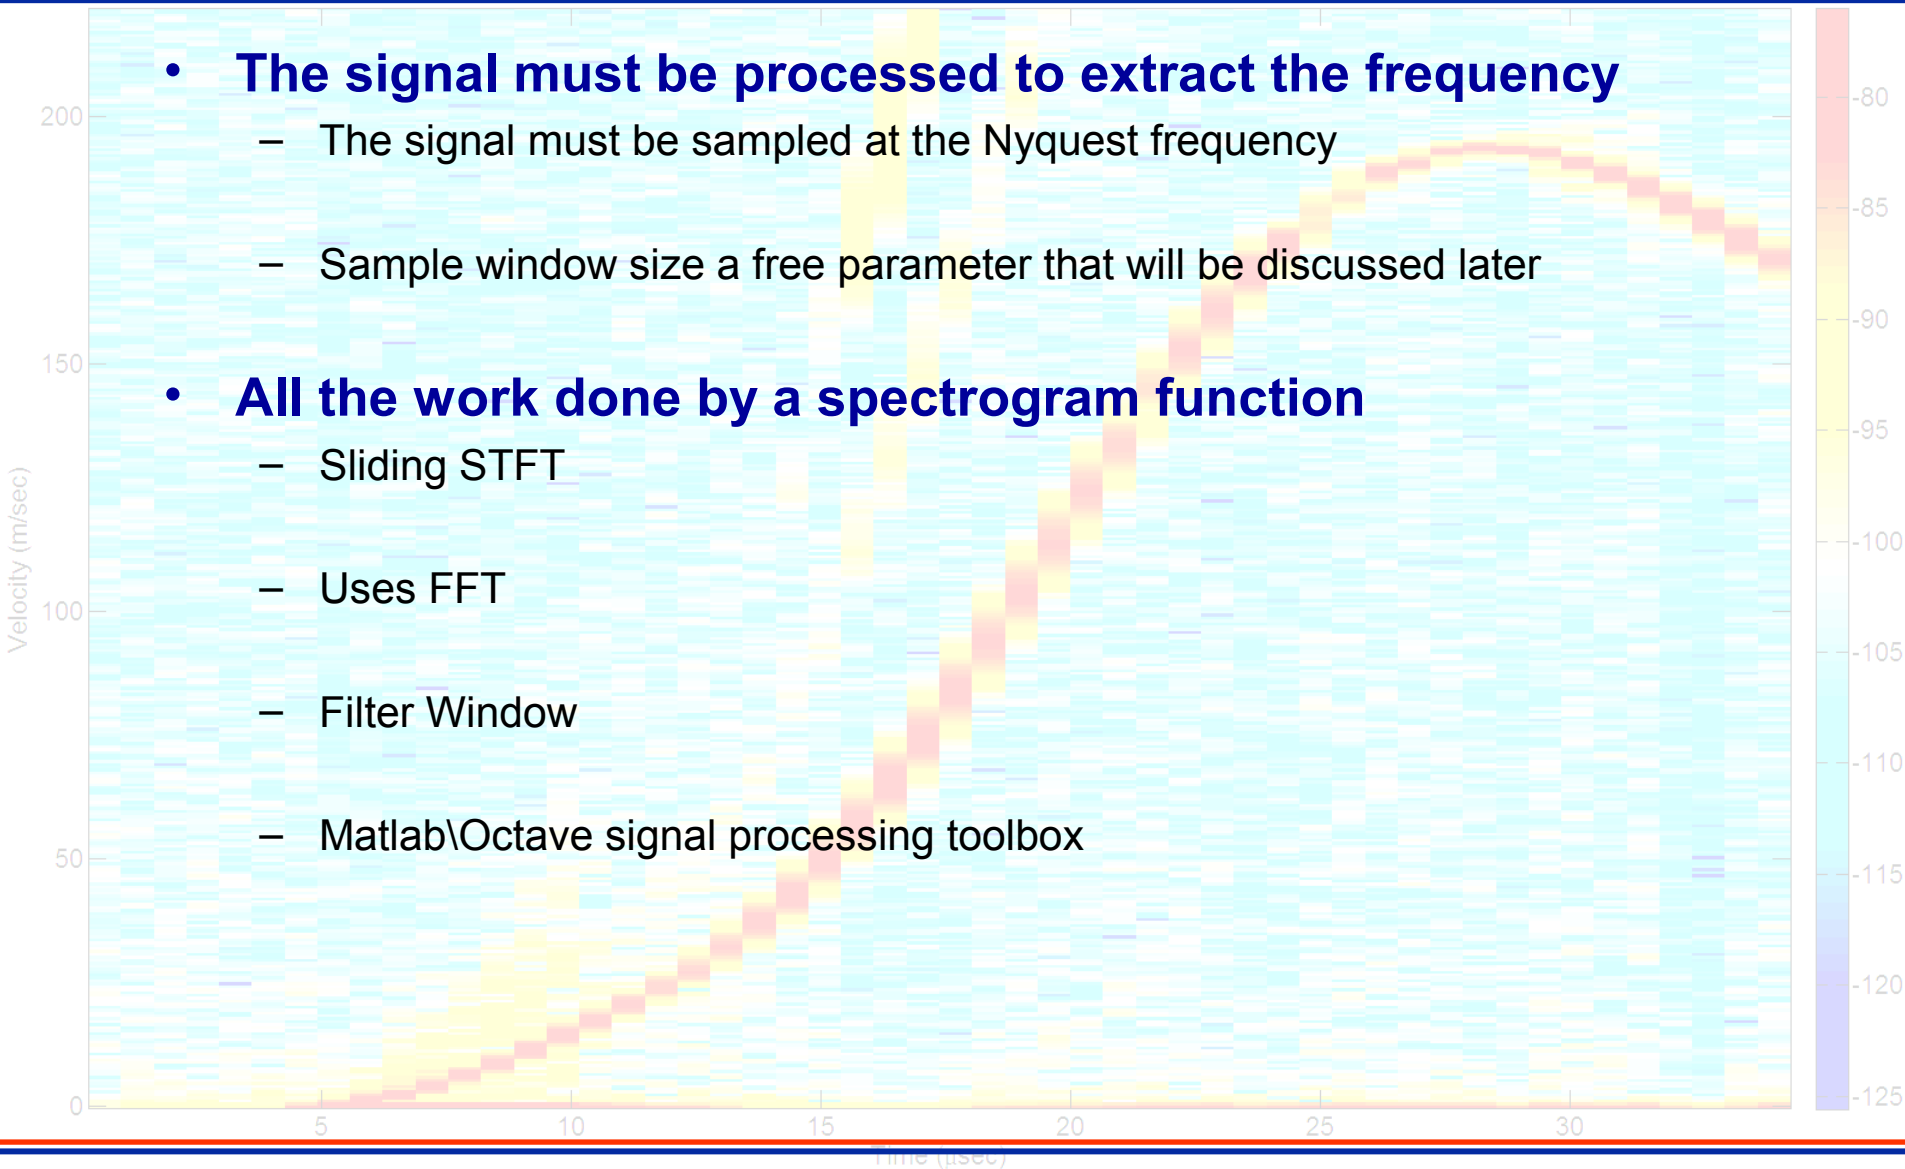 • The signal must be processed to extract the frequency
– The signal must be sampled at the Nyquest frequency
– Sample window size a free parameter that will be discussed later
• All the work done by a spectrogram function
– Sliding STFT
– Uses FFT
– Filter Window
– Matlab\Octave signal processing toolbox
Velocity (m/sec)
200
150
100
50
0
5 10 15 20 25 30
Time (μsec)
-80
-85
-90
-95
-100
-105
-110
-115
-120
-125